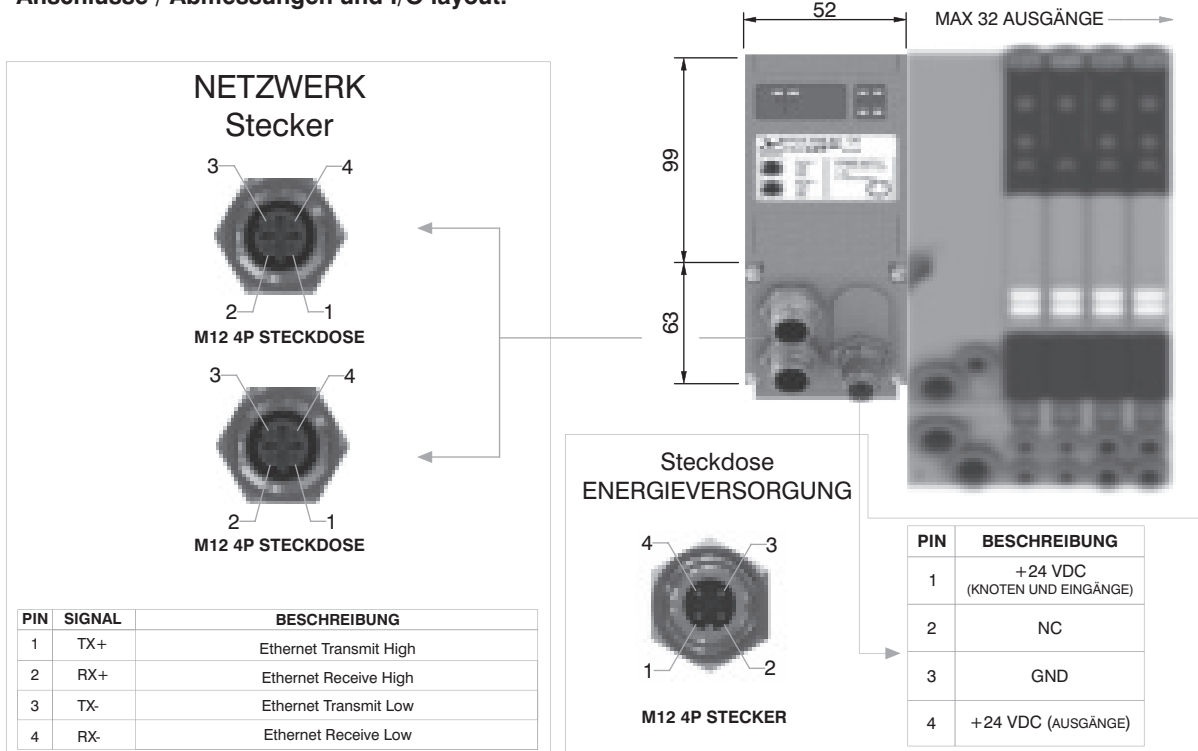 Anschlüsse / Abmessungen und I/O layout:
52
MAX 32 AUSGÄNGE
99
63
NETZWERK
Stecker
3
4
2
1
M12 4P STECKDOSE
3
4
2
1
M12 4P STECKDOSE
PIN SIGNAL BESCHREIBUNG
1 TX+ Ethernet Transmit High
2 RX+ Ethernet Receive High
3 TX- Ethernet Transmit Low
4 RX- Ethernet Receive Low
Steckdose
ENERGIEVERSORGUNG
4
3
1
2
M12 4P STECKER
PIN BESCHREIBUNG
1 +24 VDC
(KNOTEN UND EINGÄNGE)
2 NC
3 GND
4 +24 VDC (AUSGÄNGE)